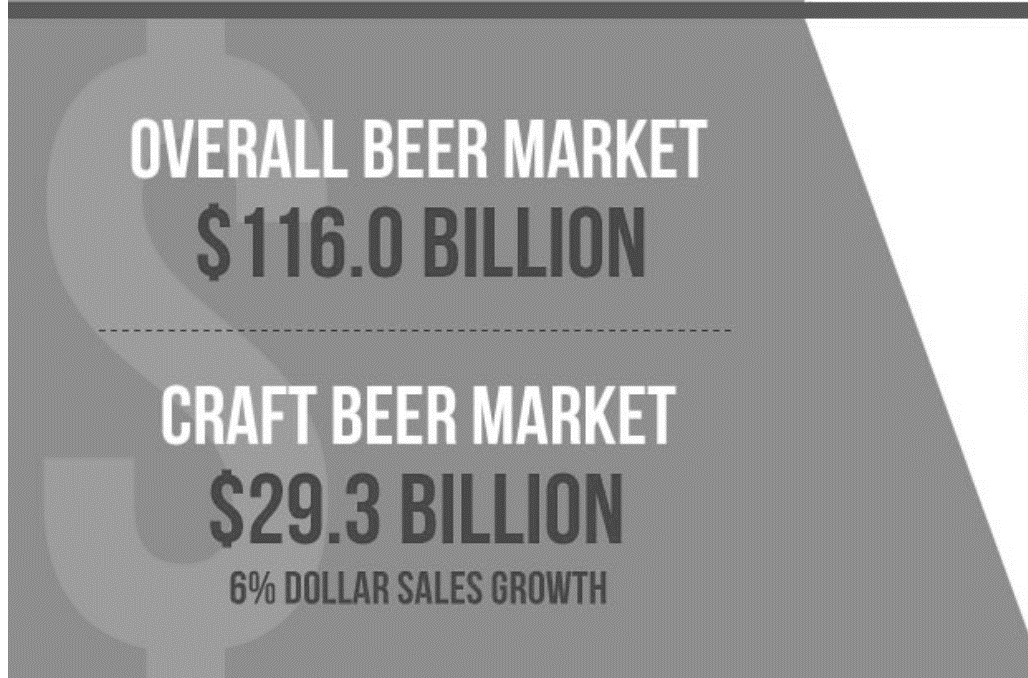 OVERALL BEER MARKET
$116.0 BILLION
CRAFT BEER MARKET
$29.3 BILLION
6% DOLLAR SALES GROWTH